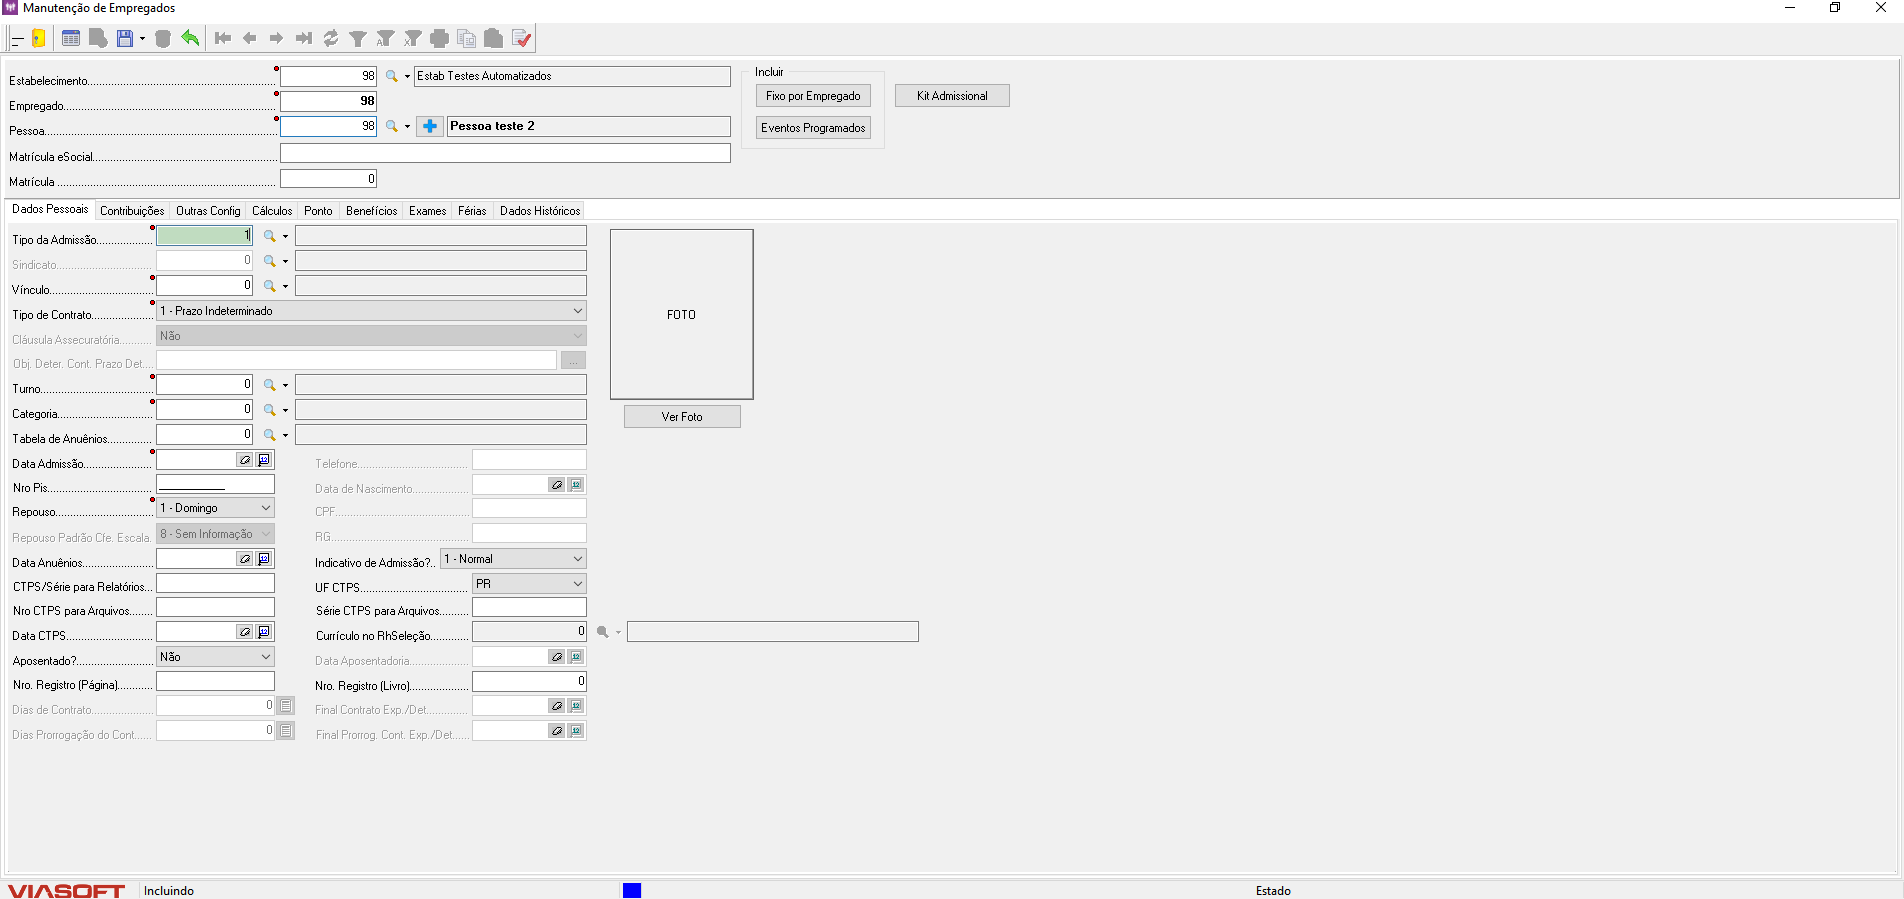 Manutenção de Empregados
Estabelecimento 98 Estab Testes Automatizados
Empregado 98
Pessoa 98 Pessoa teste 2
Matrícula eSocial
Matrícula 0
Incluir
Fixo por Empregado
Eventos Programados
Kit Admissional
Dados Pessoais Contribuições Outras Config Cálculos Ponto Benefícios Exames Férias Dados Históricos
Tipo da Admissão 1
Sindicato 0
Vínculo 0
Tipo de Contrato 1 - Prazo Indeterminado
Cláusula Assecuratória Não
Obj. Deter. Cont. Prazo Det. ...
Turno 0
Categoria 0
Tabela de Anuênios 0
FOTO
Ver Foto
Data Admissão Telefone
Nro Pis Data de Nascimento
Repouso 1 - Domingo CPF
Repouso Padrão Cfe. Escala. 8 - Sem Informação RG
Data Anuênios Indicativo de Admissão?.. 1 - Normal
CTPS/Série para Relatórios UF CTPS PR
Nro CTPS para Arquivos Série CTPS para Arquivos
Data CTPS Currículo no RhSeleção 0
Aposentado? Não Data Aposentadoria
Nro. Registro (Página) Nro. Registro (Livro) 0
Dias de Contrato 0 Final Contrato Exp./Det.
Dias Prorrogação do Cont. 0 Final Prorrog. Cont. Exp./Det.
VIASOFT Incluindo Estado